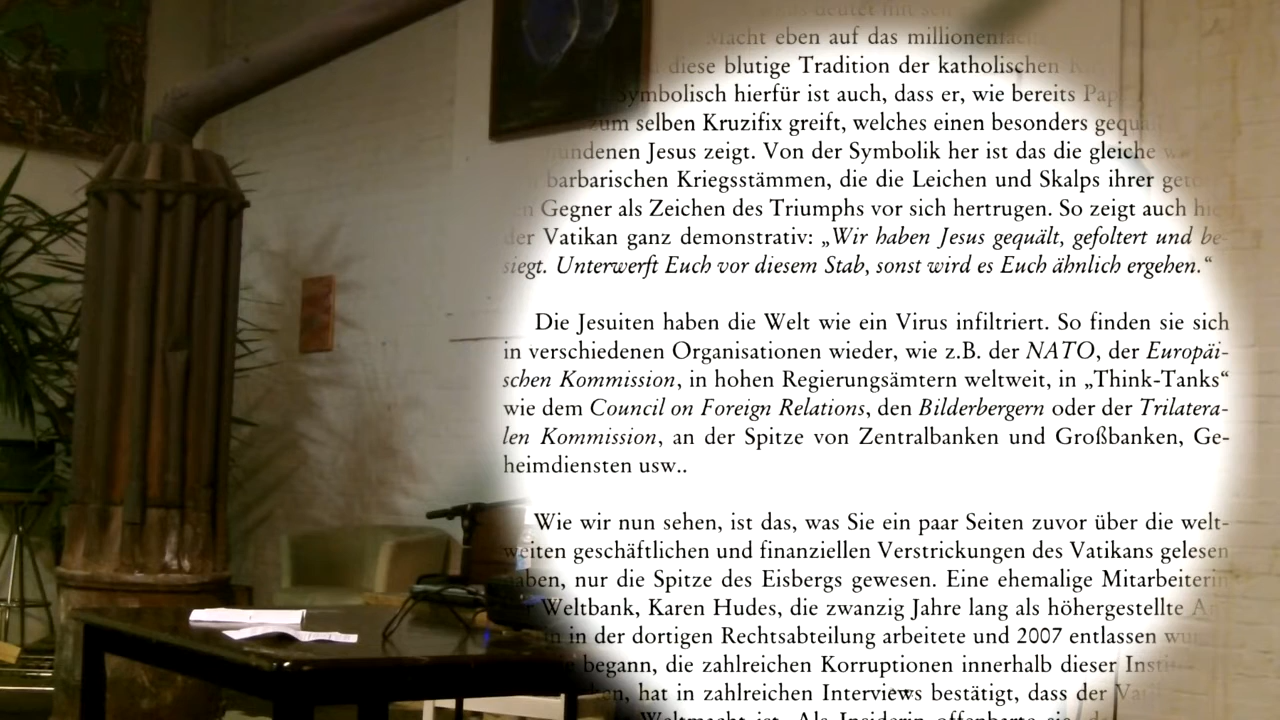 Macht eben auf das
diese blutige Tradition der katholischen
Symbolisch hierfür ist auch, dass er, wie bereits
zum selben Kruzifix greift, welches einen besonders
Jesus zeigt. Von der Symbolik her ist das die gleiche
barbarischen Kriegsstämmen, die die Leichen und Skalps ihrer
Gegner als Zeichen des Triumphs vor sich hertrugen. So zeigt auch
der Vatikan ganz demonstrativ: „Wir haben Jesus gequält, gefoltert und be-
siegt. Unterwerft Euch vor diesem Stab, sonst wird es Euch ähnlich ergehen.“
Die Jesuiten haben die Welt wie ein Virus infiltriert. So finden sie sich
in verschiedenen Organisationen wieder, wie z.B. der NATO, der Europäi-
schen Kommission, in hohen Regierungsämtern weltweit, in „Think-Tanks“
wie dem Council on Foreign Relations, den Bilderbergern oder der Trilatera-
len Kommission, an der Spitze von Zentralbanken und Großbanken, Ge-
heimdiensten usw..
Wie wir nun sehen, ist das, was Sie ein paar Seiten zuvor über die welt-
weiten geschäftlichen und finanziellen Verstrickungen des Vatikans gelesen
haben, nur die Spitze des Eisbergs gewesen. Eine ehemalige Mitarbeiterin
Weltbank, Karen Hudes, die zwanzig Jahre lang als höhergestellte
in der dortigen Rechtsabteilung arbeitete und 2007 entlassen
begann, die zahlreichen Korruptionen innerhalb dieser
hat in zahlreichen Interviews bestätigt, dass der
Weltmacht ist. Als Insiderin offenbarte sie,